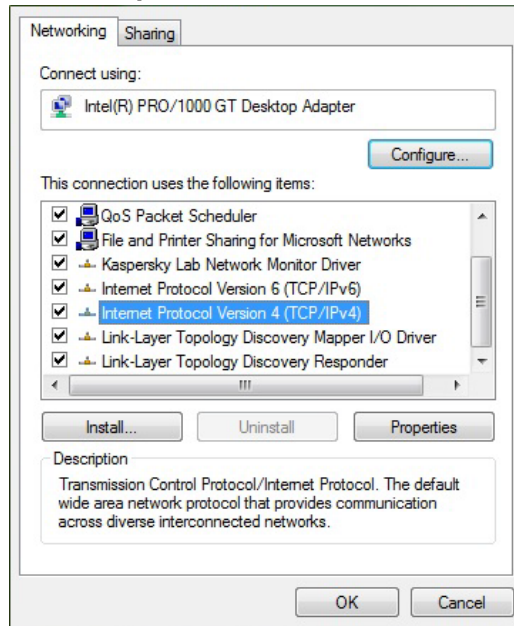 Networking Sharing
Connect using:
Intel(R) PRO/1000 GT Desktop Adapter
Configure...
This connection uses the following items:
QoS Packet Scheduler
File and Printer Sharing for Microsoft Networks
Kaspersky Lab Network Monitor Driver
Internet Protocol Version 6 (TCP/IPv6)
Internet Protocol Version 4 (TCP/IPv4)
Link-Layer Topology Discovery Mapper I/O Driver
Link-Layer Topology Discovery Responder
Install... Uninstall Properties
Description
Transmission Control Protocol/Internet Protocol. The default
wide area network protocol that provides communication
across diverse interconnected networks.
OK Cancel